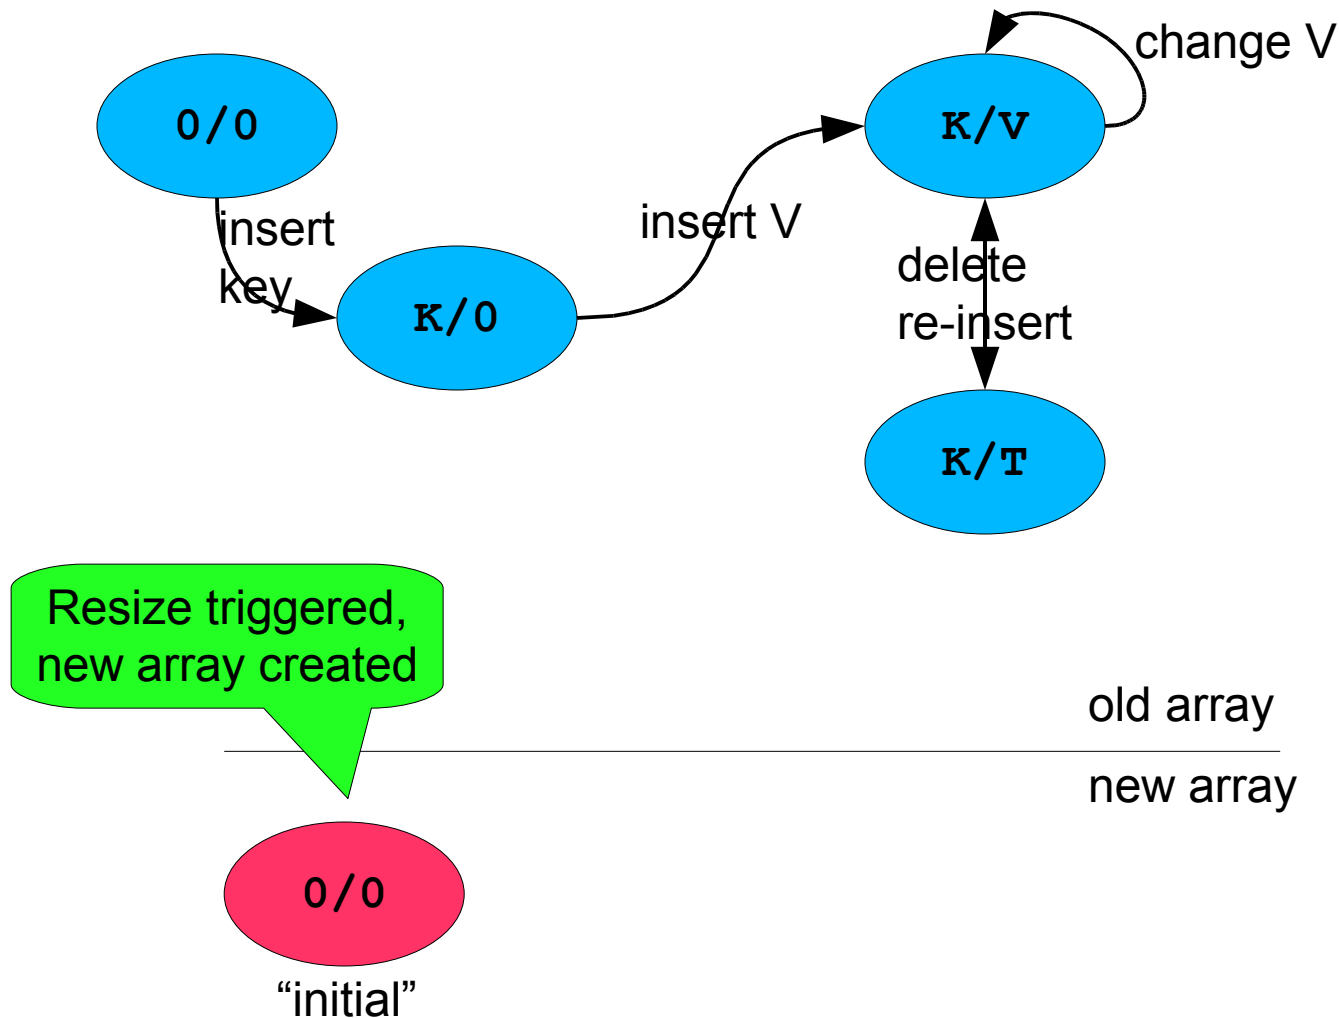 change V
0/0
K/V
insert
key
insert V
delete
re-insert
K/0
K/T
Resize triggered,
new array created
old array
new array
0/0
“initial”